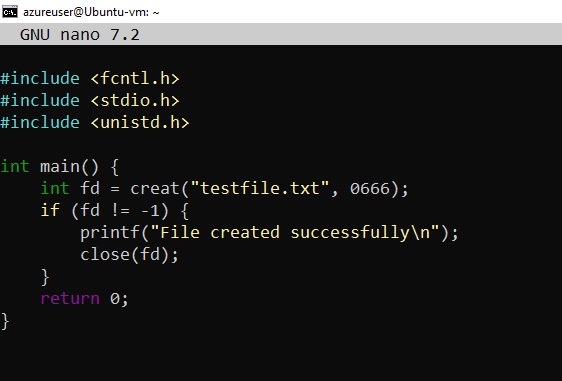 azureuser@Ubuntu-vm: ~
GNU nano 7.2
#include <fcntl.h>
#include <stdio.h>
#include <unistd.h>
int main() {
    int fd = creat("testfile.txt", 0666);
    if (fd != -1) {
        printf("File created successfully\n");
        close(fd);
    }
    return 0;
}